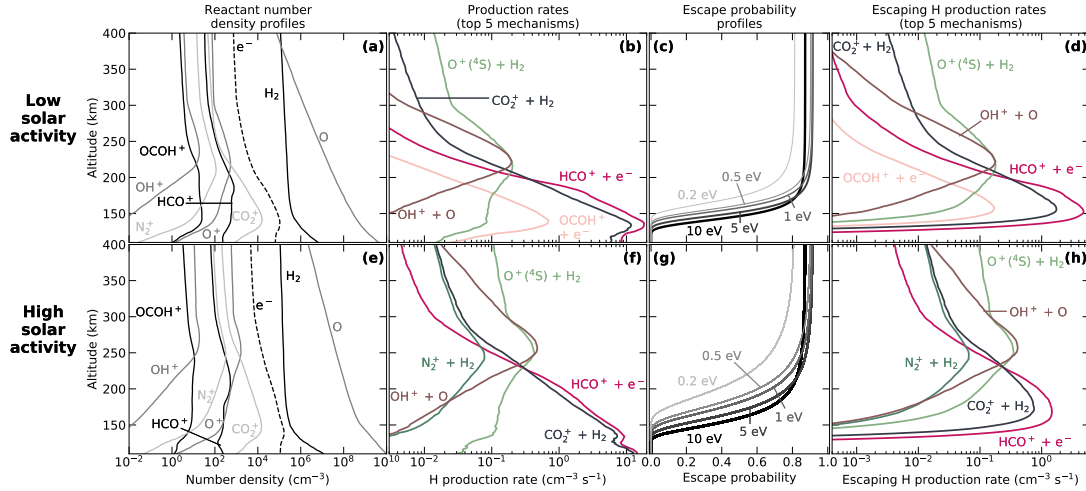 Reactant number
density profiles
Production rates
(top 5 mechanisms)
Escape probability
profiles
Escaping H production rates
(top 5 mechanisms)
Low
solar
activity
Altitude (km)
400
350
300
250
200
150
(a)
e⁻
H₂
O
OCOH⁺
OH⁺
HCO⁺
N₂⁺
O⁺
CO₂⁺
(b)
O⁺(⁴S) + H₂
CO₂⁺ + H₂
HCO⁺ + e⁻
OH⁺ + O
OCOH⁺
+ e⁻
(c)
0.2 eV
0.5 eV
1 eV
5 eV
10 eV
(d)
CO₂⁺ + H₂
O⁺(⁴S) + H₂
OH⁺ + O
HCO⁺ + e⁻
OCOH⁺ + e⁻
High
solar
activity
Altitude (km)
400
350
300
250
200
150
(e)
H₂
e⁻
O
OCOH⁺
OH⁺
N₂⁺
HCO⁺
O⁺
CO₂⁺
(f)
O⁺(⁴S) + H₂
N₂⁺ + H₂
HCO⁺ + e⁻
OH⁺ + O
CO₂⁺ + H₂
(g)
0.5 eV
0.2 eV
1 eV
5 eV
10 eV
(h)
O⁺(⁴S) + H₂
OH⁺ + O
N₂⁺ + H₂
CO₂⁺ + H₂
HCO⁺ + e⁻
10⁻² 10⁰ 10² 10⁴ 10⁶ 10⁸
Number density (cm⁻³)
10⁻² 10⁻¹ 10⁰ 10¹
H production rate (cm⁻³ s⁻¹)
0.0 0.2 0.4 0.6 0.8 1.0
Escape probability
10⁻³ 10⁻² 10⁻¹ 10⁰
Escaping H production rate (cm⁻³ s⁻¹)